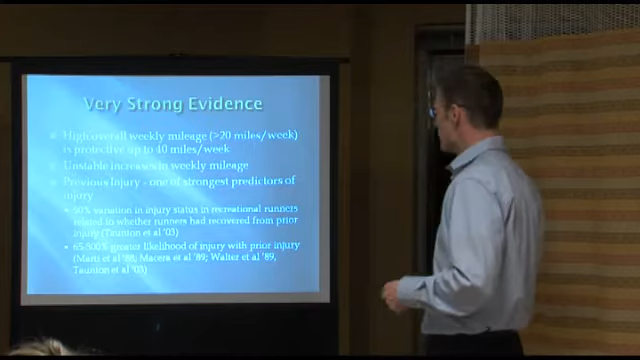 Very Strong Evidence
High overall weekly mileage (>20 miles/week)
is protective up to 40 miles/week
Unstable increases in weekly mileage
Previous Injury - one of strongest predictors of
injury
50% variation in injury status in recreational runners
related to whether runners had recovered from prior
injury (Taunton et al '03)
65-300% greater likelihood of injury with prior injury
(Marti et al '88, Macera et al '89; Walter et al '89,
Taunton et al '03)